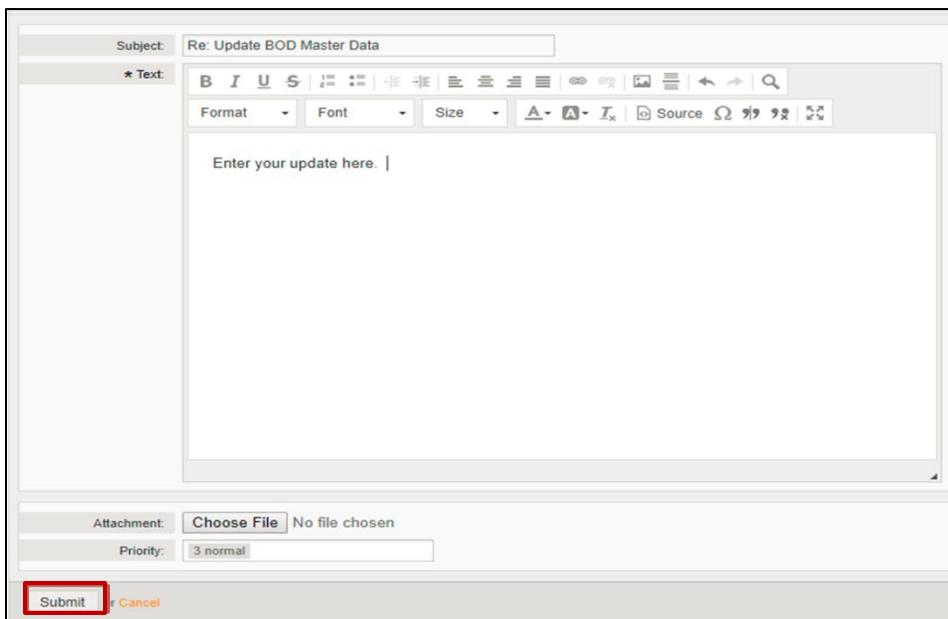 Subject: Re: Update BOD Master Data
* Text:
B I U S
Format Font Size A A Ix Source Ω
Enter your update here.
Attachment: Choose File No file chosen
Priority: 3 normal
Submit r Cancel